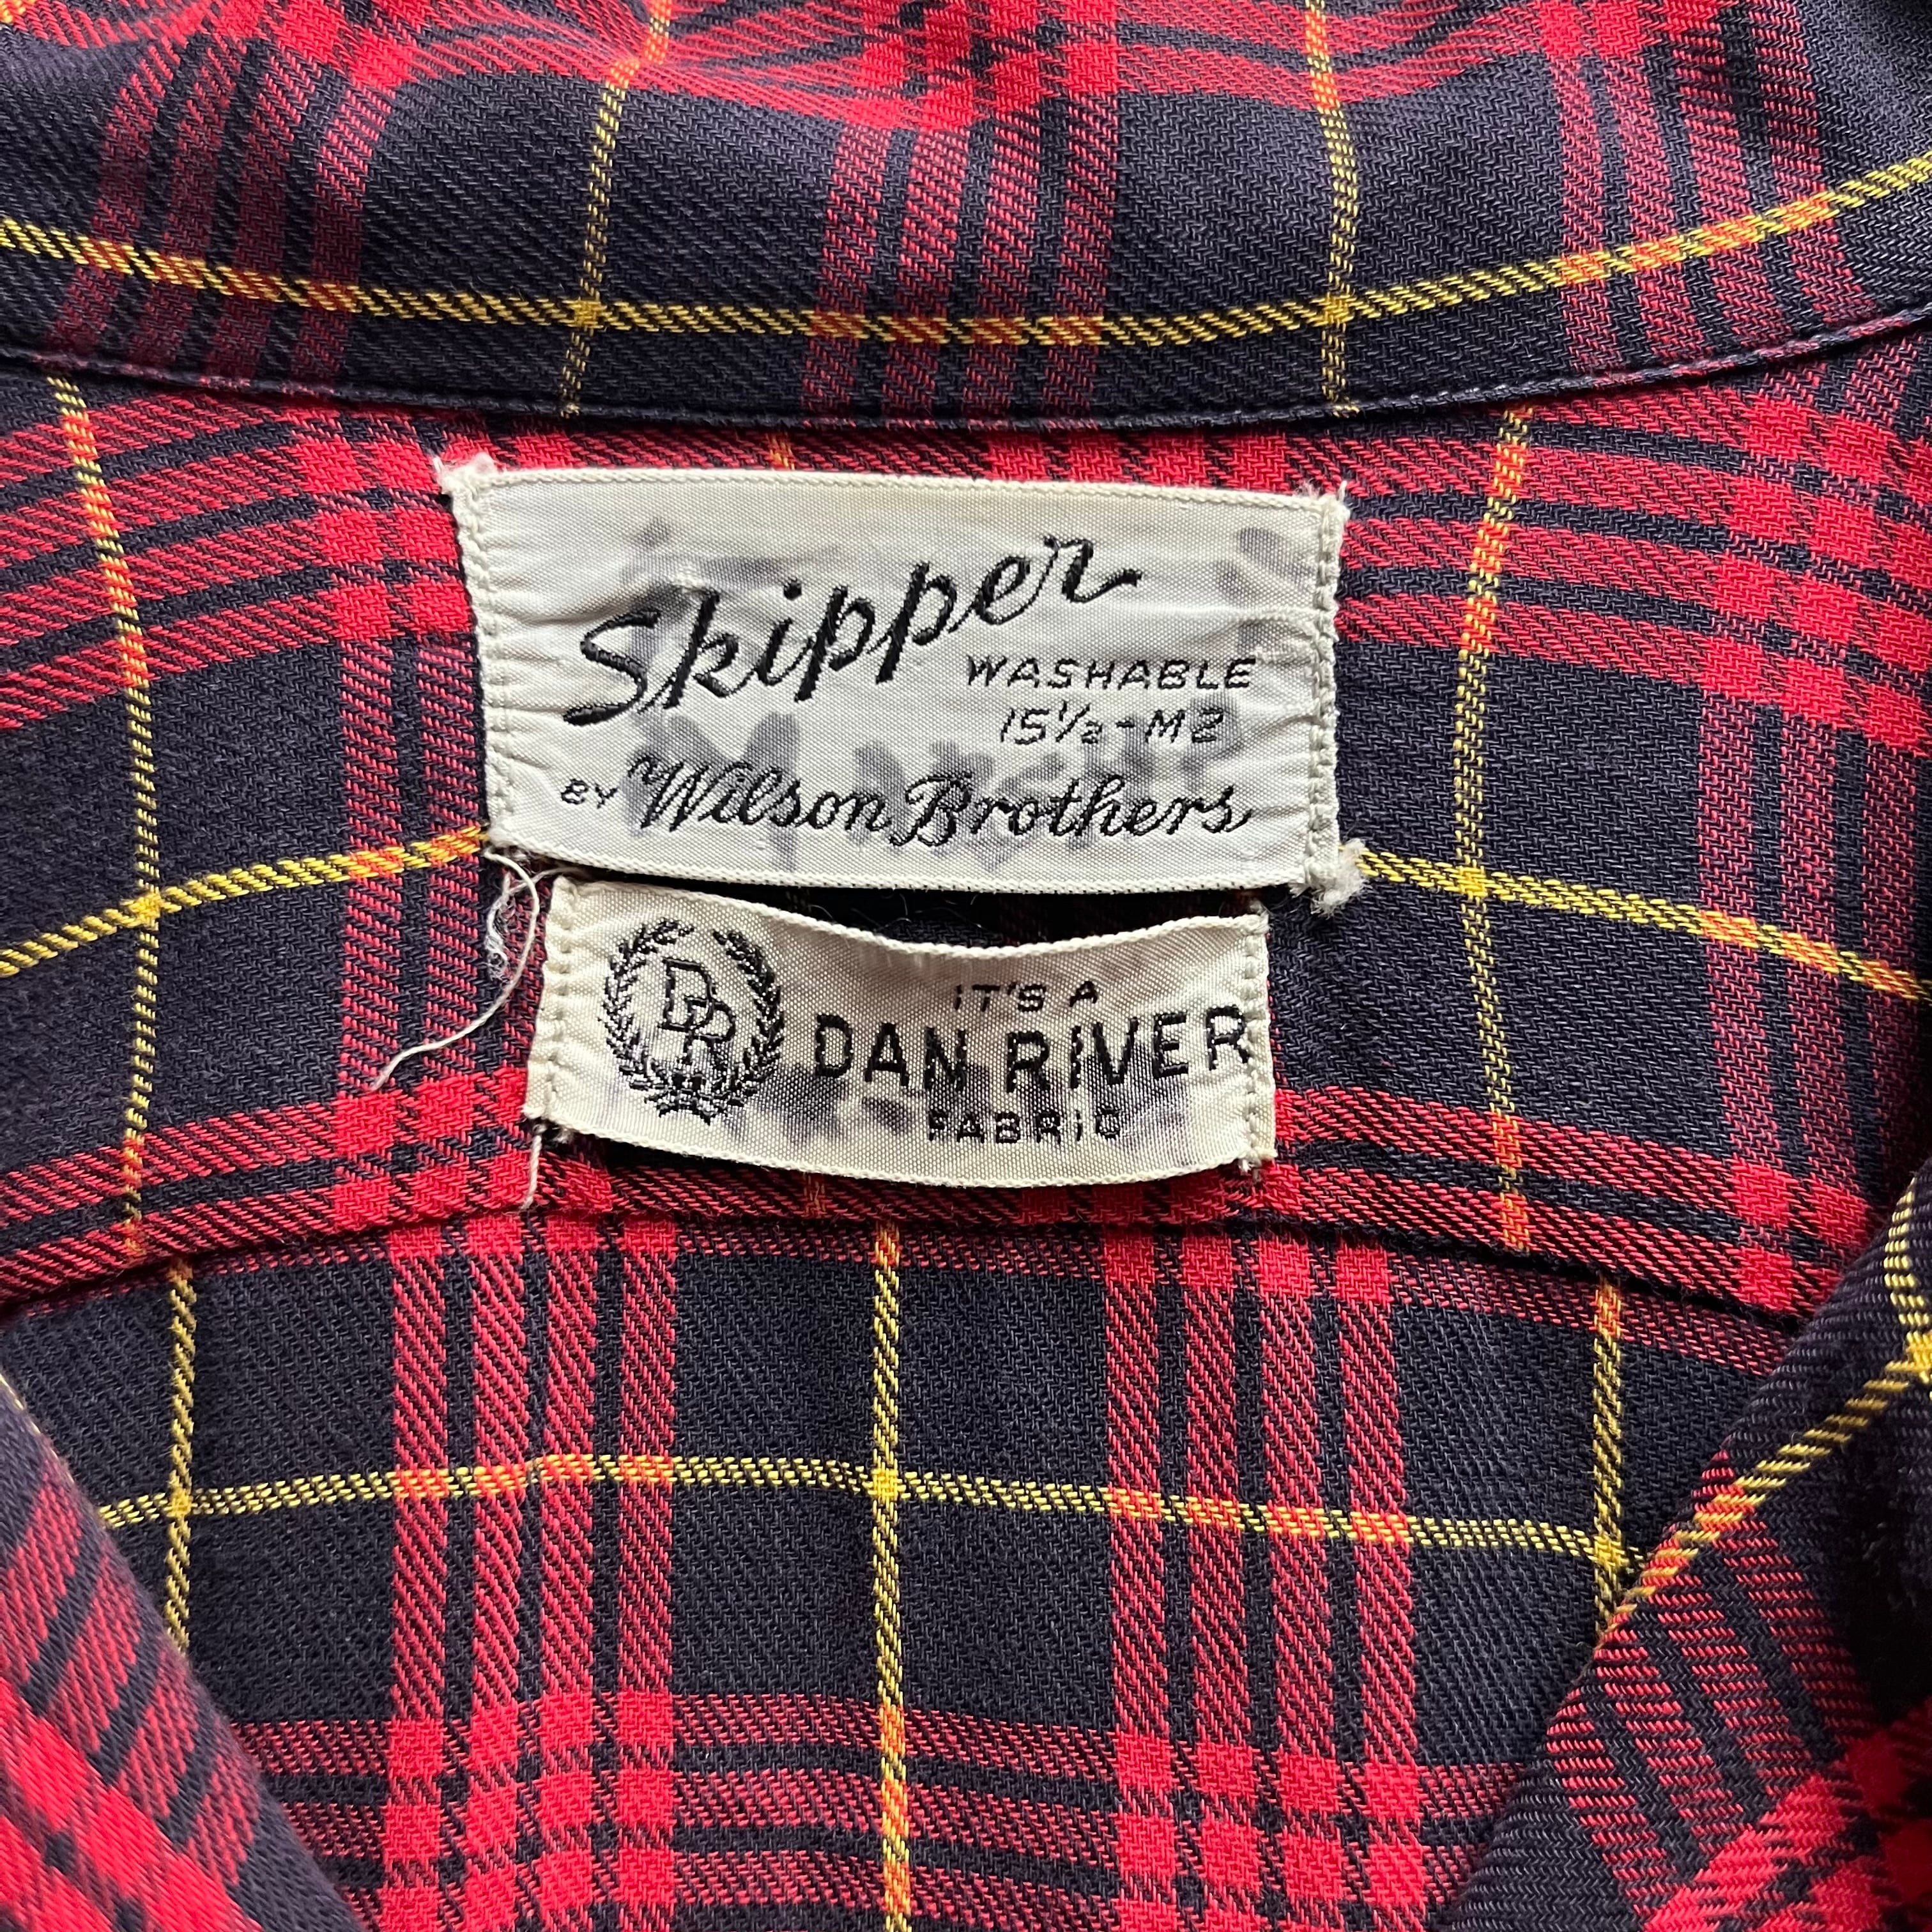 Skipper
WASHABLE
15½-M2
BY Wilson Brothers
DR
IT'S A
DAN RIVER
FABRIC